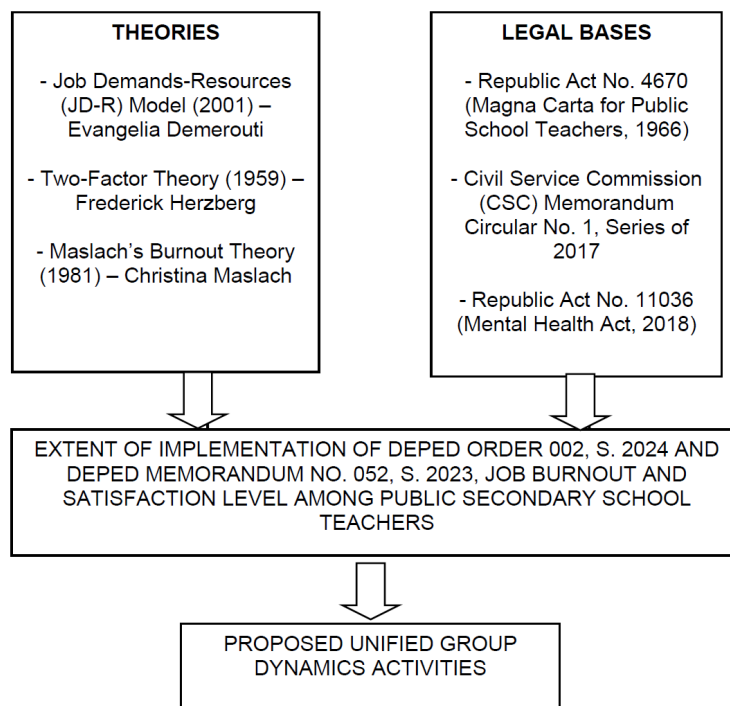 THEORIES
- Job Demands-Resources
(JD-R) Model (2001) –
Evangelia Demerouti
- Two-Factor Theory (1959) –
Frederick Herzberg
- Maslach's Burnout Theory
(1981) – Christina Maslach
LEGAL BASES
- Republic Act No. 4670
(Magna Carta for Public
School Teachers, 1966)
- Civil Service Commission
(CSC) Memorandum
Circular No. 1, Series of
2017
- Republic Act No. 11036
(Mental Health Act, 2018)
EXTENT OF IMPLEMENTATION OF DEPED ORDER 002, S. 2024 AND
DEPED MEMORANDUM NO. 052, S. 2023, JOB BURNOUT AND
SATISFACTION LEVEL AMONG PUBLIC SECONDARY SCHOOL
TEACHERS
PROPOSED UNIFIED GROUP
DYNAMICS ACTIVITIES